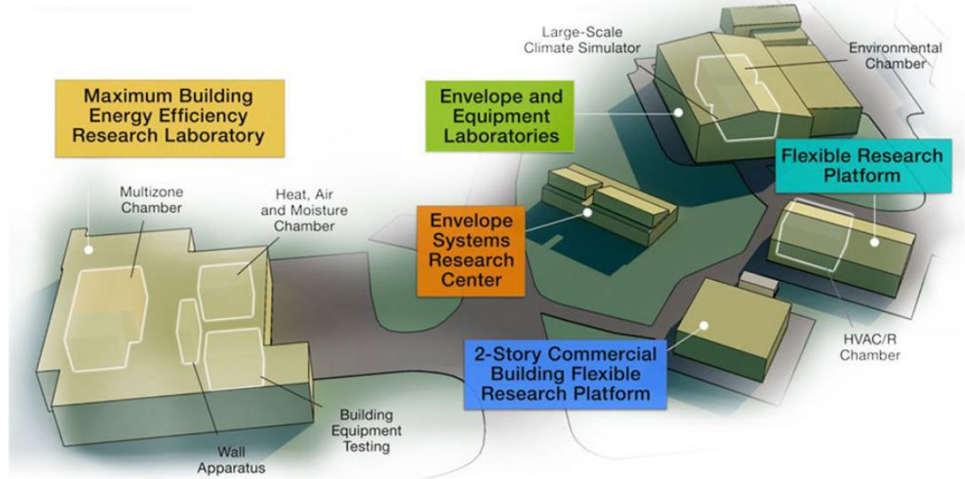 Large-Scale
Climate Simulator
Environmental
Chamber
Maximum Building
Energy Efficiency
Research Laboratory
Envelope and
Equipment
Laboratories
Flexible Research
Platform
Multizone
Chamber
Heat, Air
and Moisture
Chamber
Envelope
Systems
Research
Center
HVAC/R
Chamber
2-Story Commercial
Building Flexible
Research Platform
Building
Equipment
Testing
Wall
Apparatus